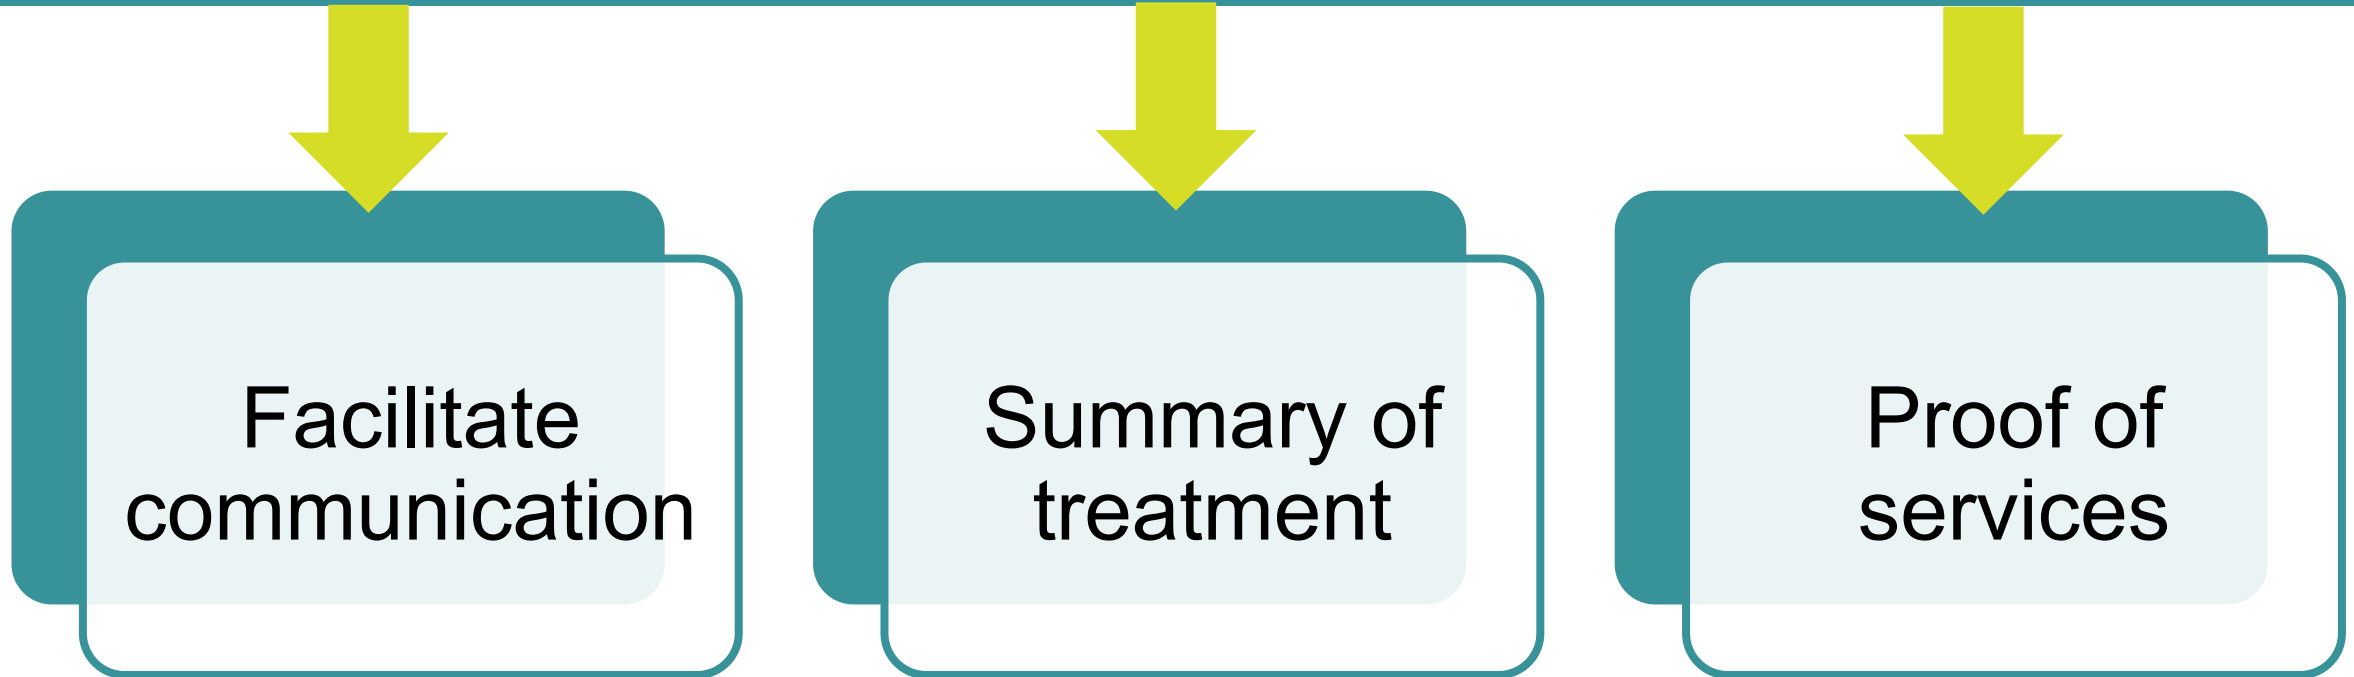 Facilitate
communication
Summary of
treatment
Proof of
services